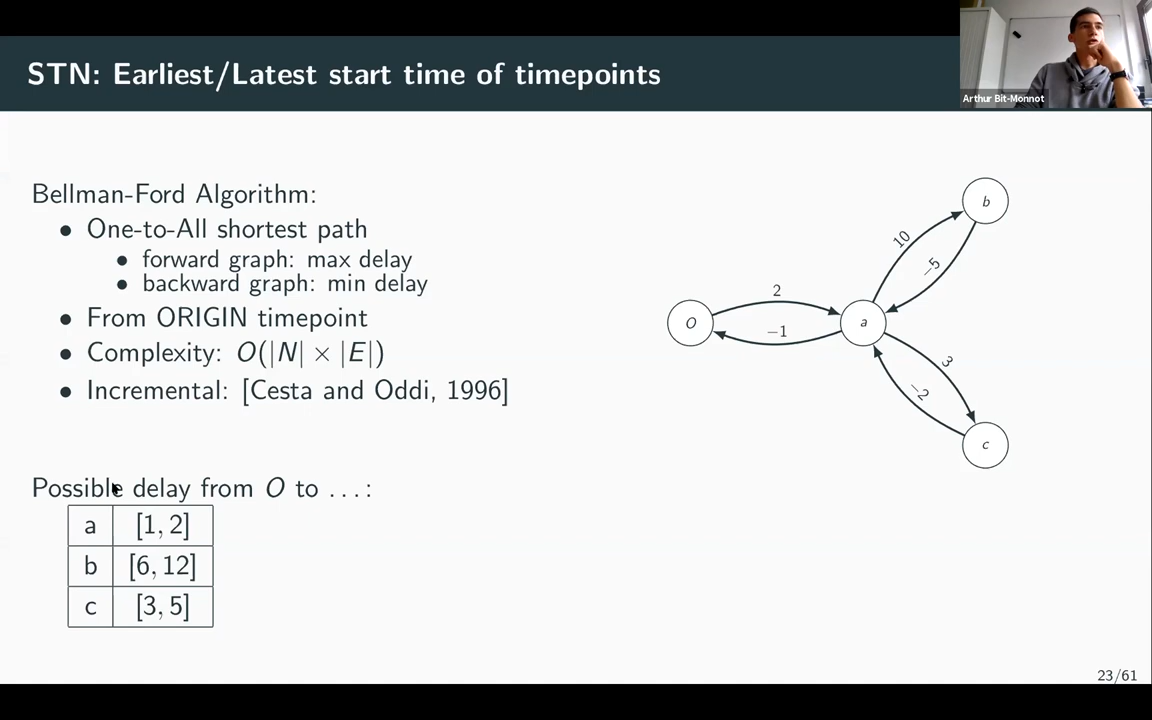 STN: Earliest/Latest start time of timepoints
Arthur Bit-Monnot
Bellman-Ford Algorithm:
• One-to-All shortest path
• forward graph: max delay
• backward graph: min delay
• From ORIGIN timepoint
• Complexity: O(|N| × |E|)
• Incremental: [Cesta and Oddi, 1996]
Possible delay from O to ...:
a [1, 2]
b [6, 12]
c [3, 5]
b
10
−5
2
O
a
−1
3
−2
c
23/61